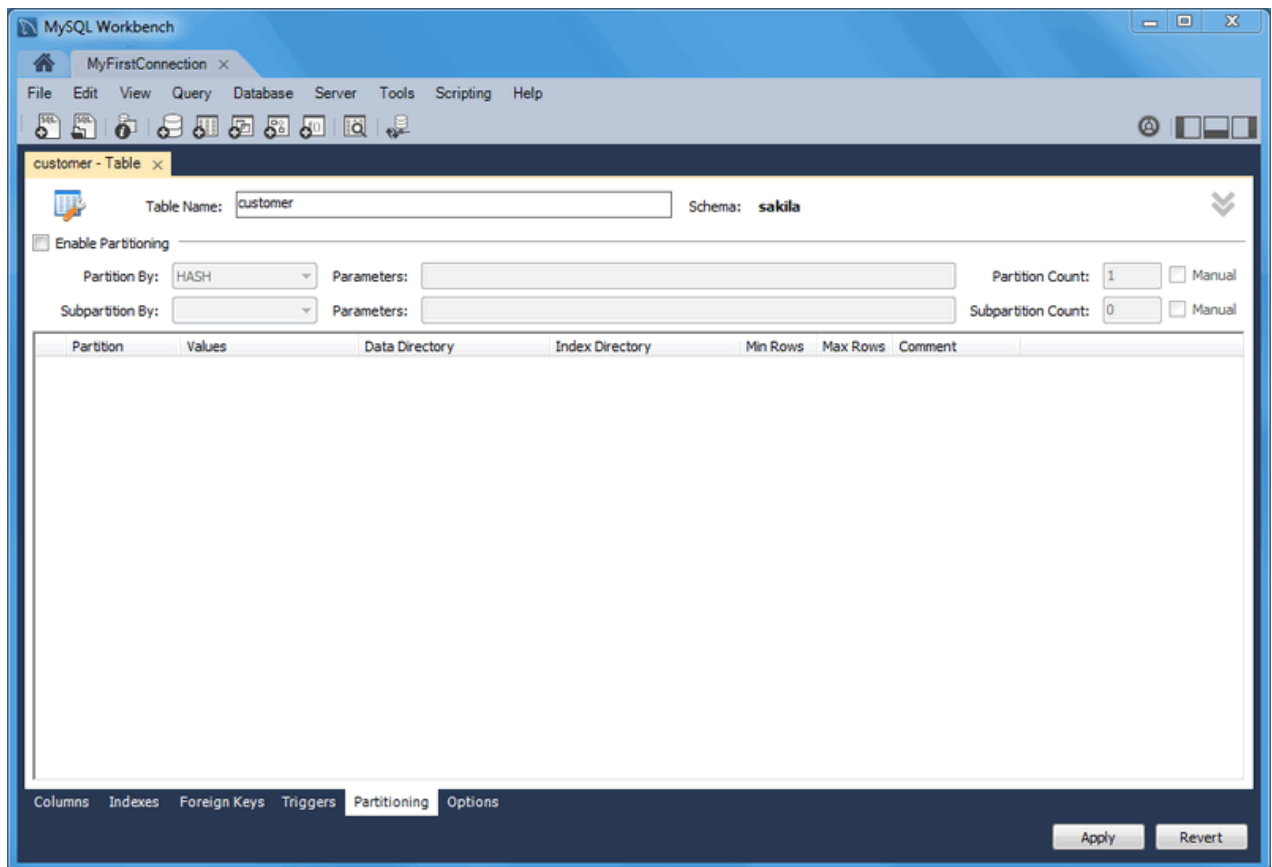 MySQL Workbench
MyFirstConnection
File Edit View Query Database Server Tools Scripting Help
customer - Table
Table Name: customer Schema: sakila
Enable Partitioning
Partition By: HASH Parameters: Partition Count: 1 Manual
Subpartition By: Parameters: Subpartition Count: 0 Manual
Partition Values Data Directory Index Directory Min Rows Max Rows Comment
Columns Indexes Foreign Keys Triggers Partitioning Options
Apply Revert